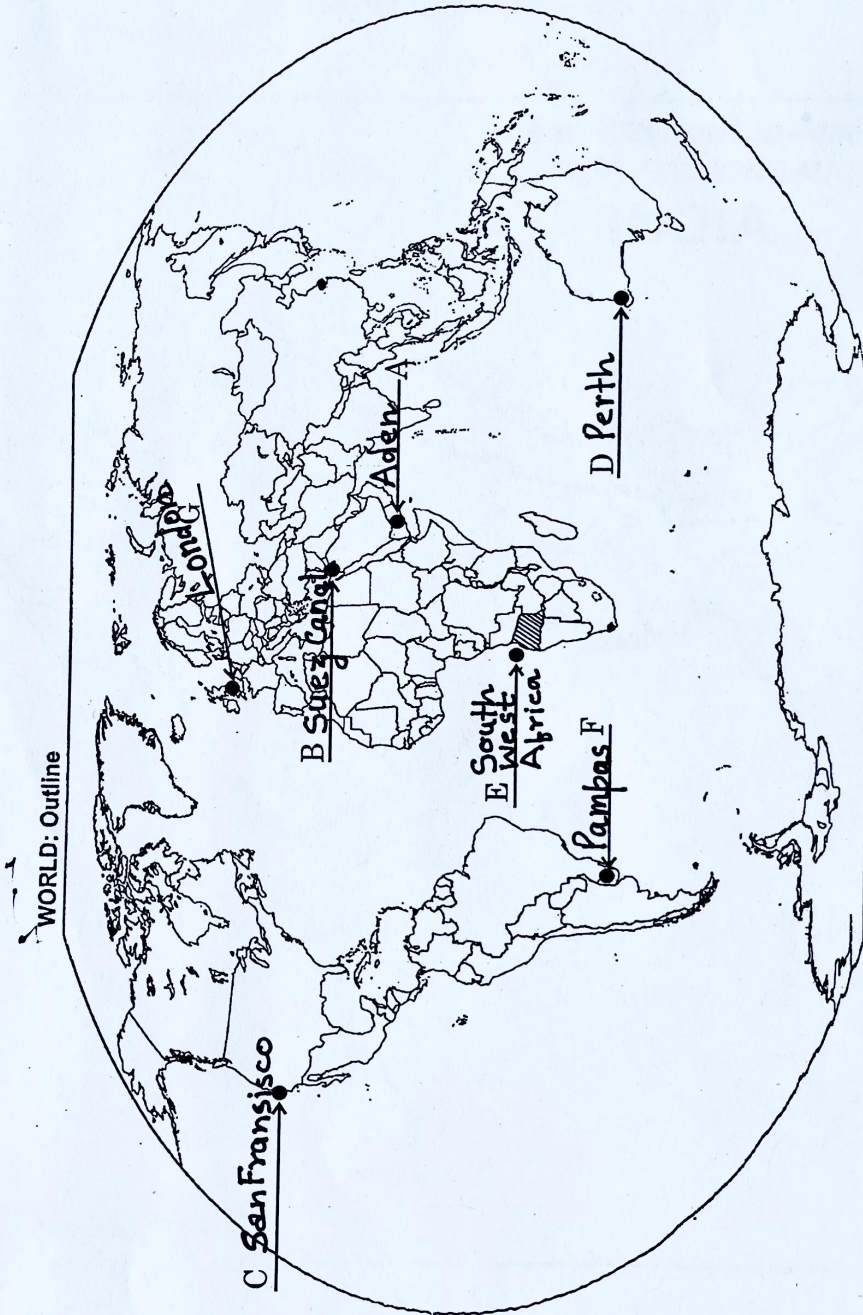 WORLD: Outline
London
G
Aden A
B Suez Canal
C San Fransisco
E South
West
Africa
D Perth
Pambas F